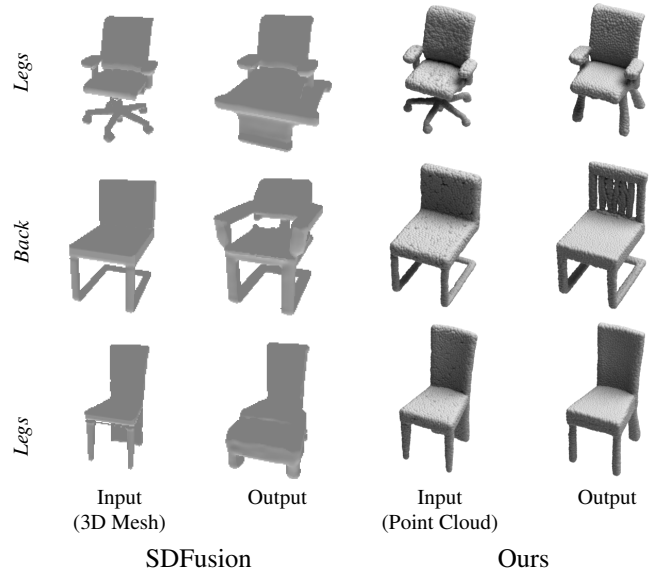 Legs
Back
Legs
Input
(3D Mesh)
Output
Input
(Point Cloud)
Output
SDFusion
Ours